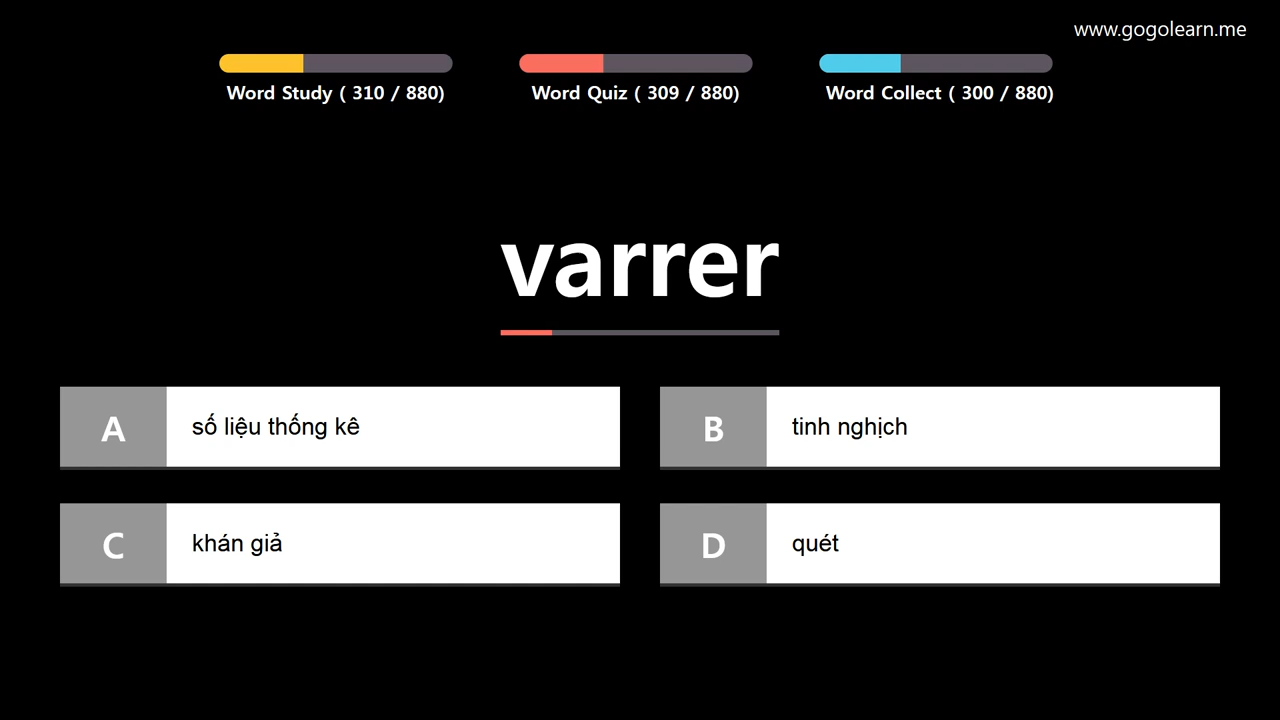 www.gogolearn.me
Word Study ( 310 / 880)
Word Quiz ( 309 / 880)
Word Collect ( 300 / 880)
varrer
A
số liệu thống kê
B
tinh nghịch
C
khán giả
D
quét